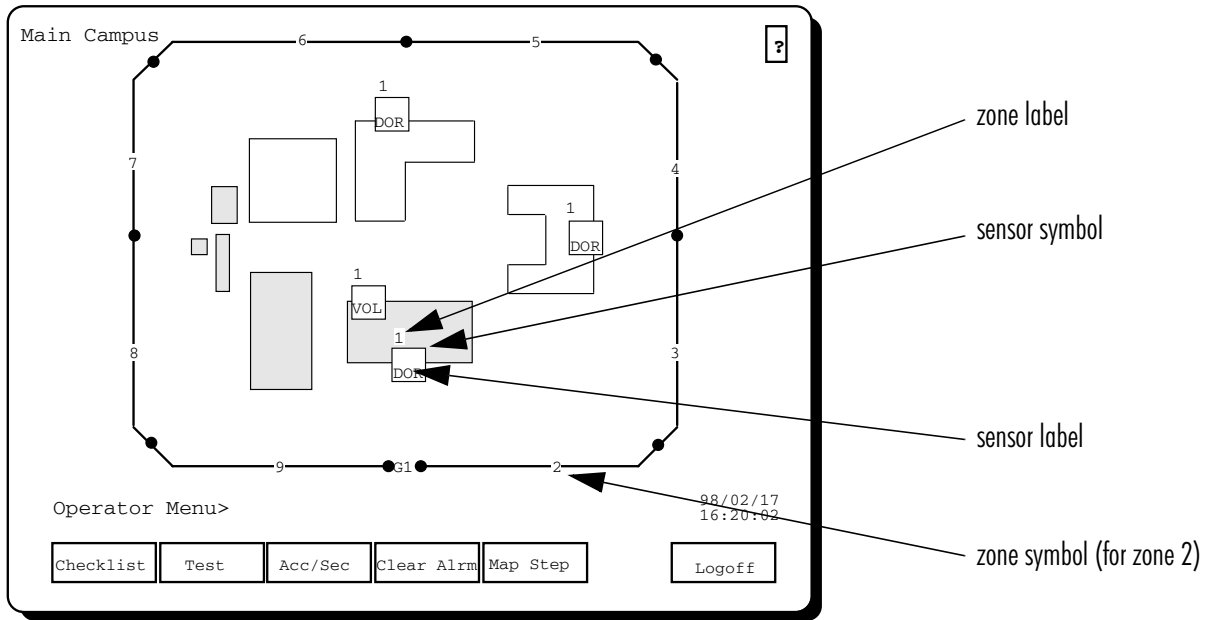 Main Campus
6
5
?
1
DOR
zone label
7
4
1
DOR
sensor symbol
1
VOL
1
DOR
8
3
sensor label
9
G1
2
Operator Menu>
98/02/17
16:20:02
zone symbol (for zone 2)
Checklist
Test
Acc/Sec
Clear Alrm
Map Step
Logoff